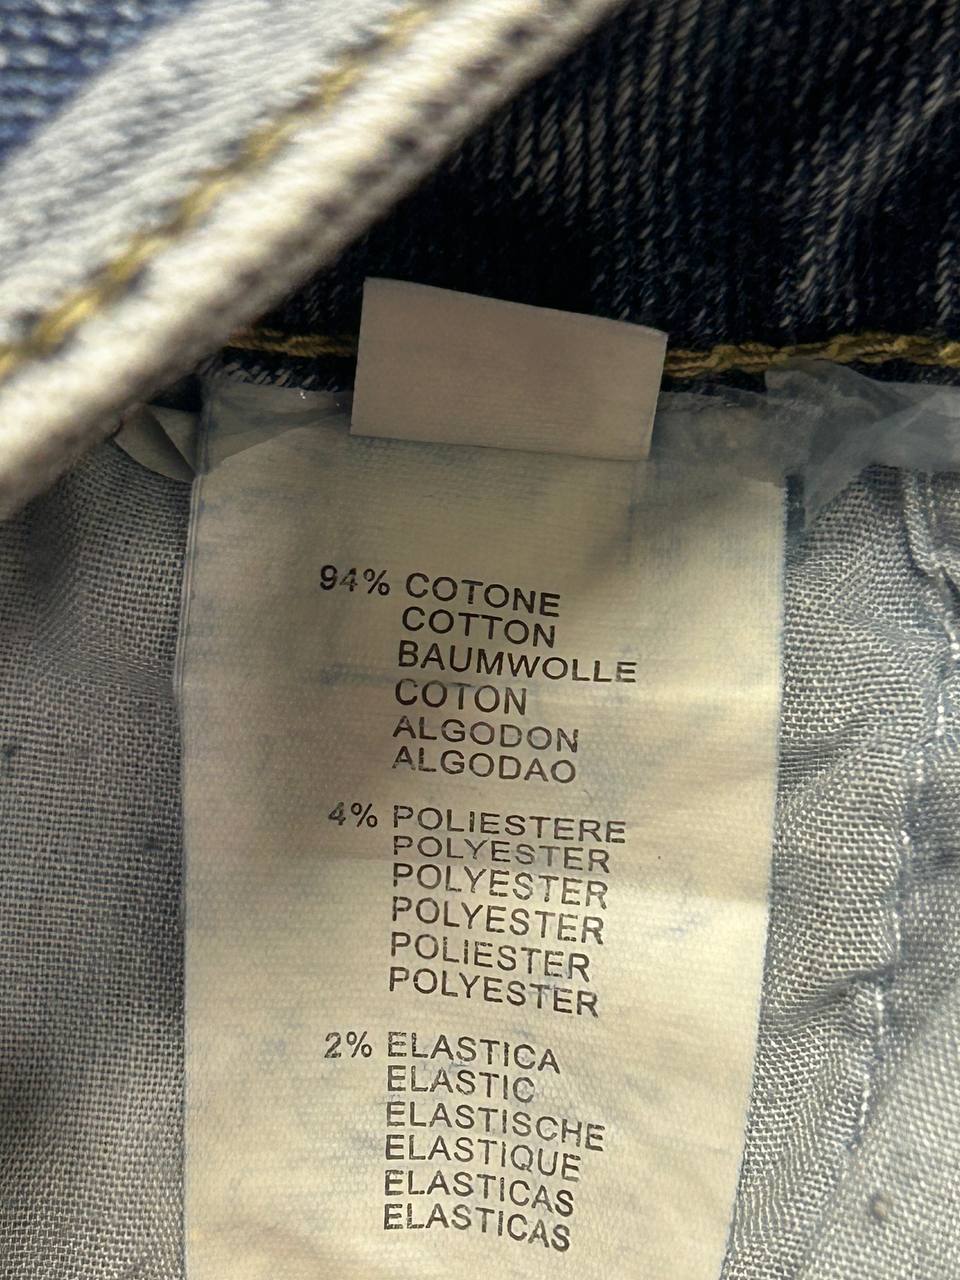 94% COTONE
COTTON
BAUMWOLLE
COTON
ALGODON
ALGODAO
4% POLIESTERE
POLYESTER
POLYESTER
POLYESTER
POLIESTER
POLYESTER
2% ELASTICA
ELASTIC
ELASTISCHE
ELASTIQUE
ELASTICAS
ELASTICAS